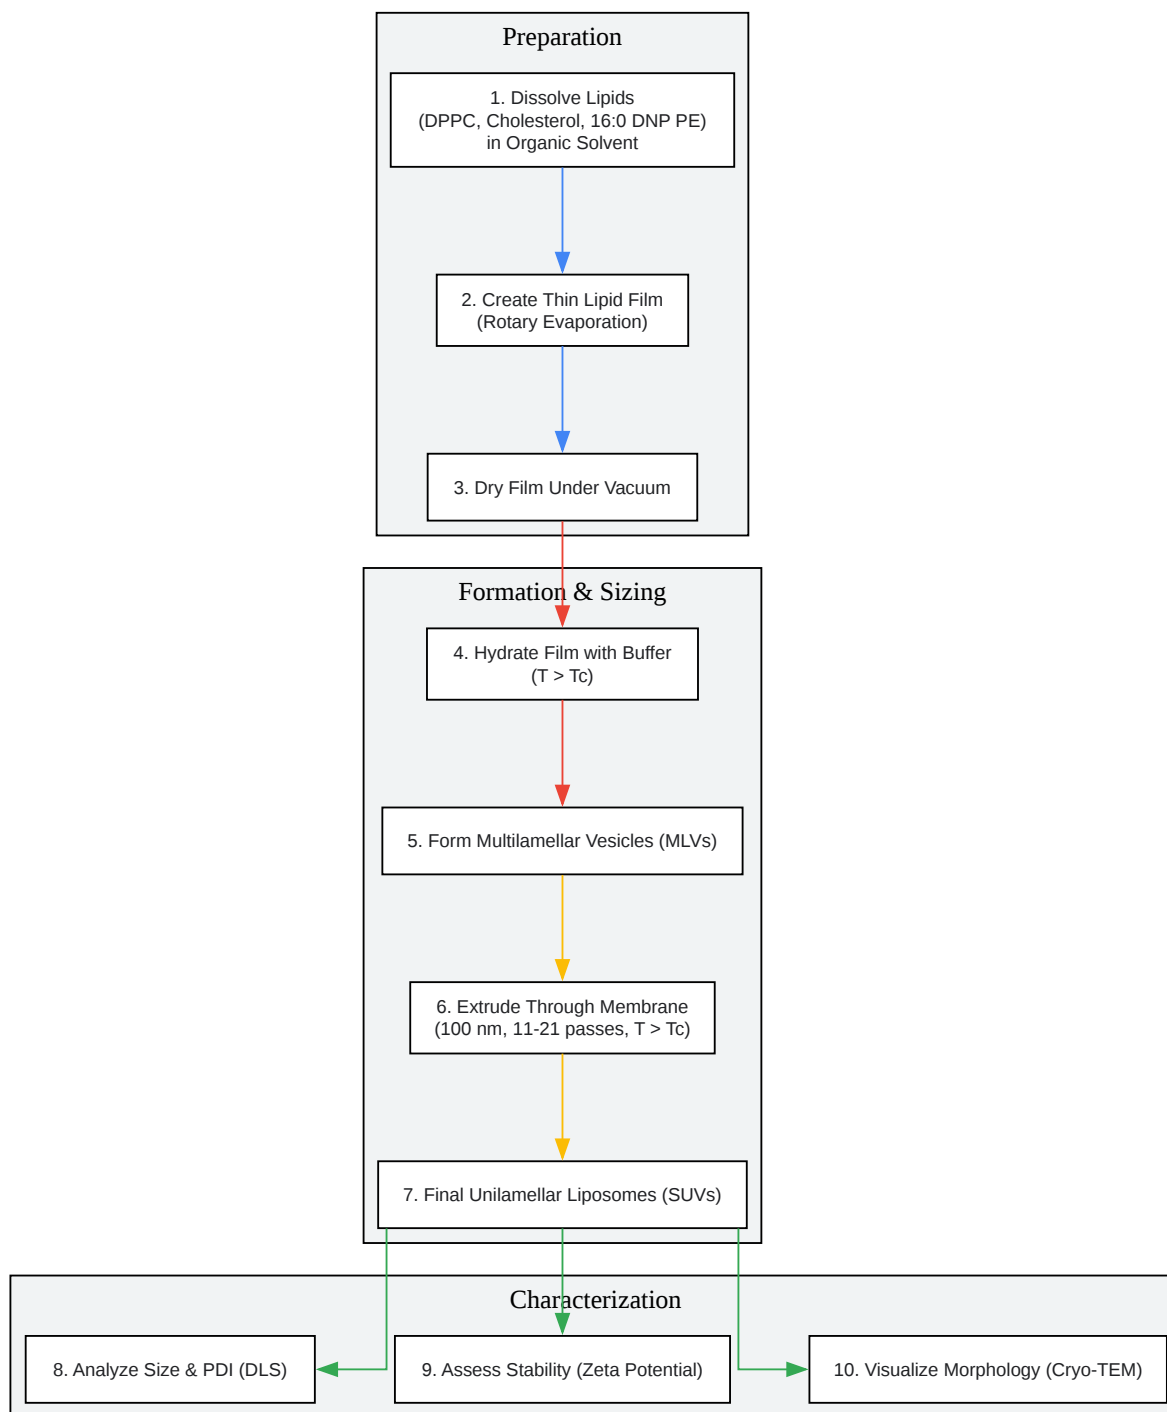 Preparation
1. Dissolve Lipids
(DPPC, Cholesterol, 16:0 DNP PE)
in Organic Solvent
2. Create Thin Lipid Film
(Rotary Evaporation)
3. Dry Film Under Vacuum
Formation & Sizing
4. Hydrate Film with Buffer
(T > Tc)
5. Form Multilamellar Vesicles (MLVs)
6. Extrude Through Membrane
(100 nm, 11-21 passes, T > Tc)
7. Final Unilamellar Liposomes (SUVs)
Characterization
8. Analyze Size & PDI (DLS)
9. Assess Stability (Zeta Potential)
10. Visualize Morphology (Cryo-TEM)